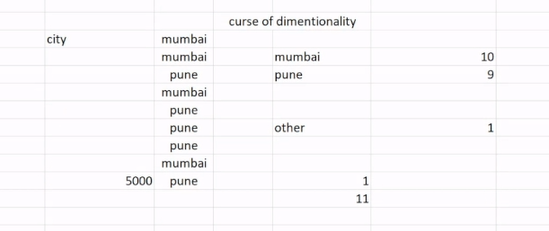 curse of dimentionality
city mumbai
mumbai mumbai 10
pune pune 9
mumbai
pune
pune other 1
pune
mumbai
5000 pune 1
11